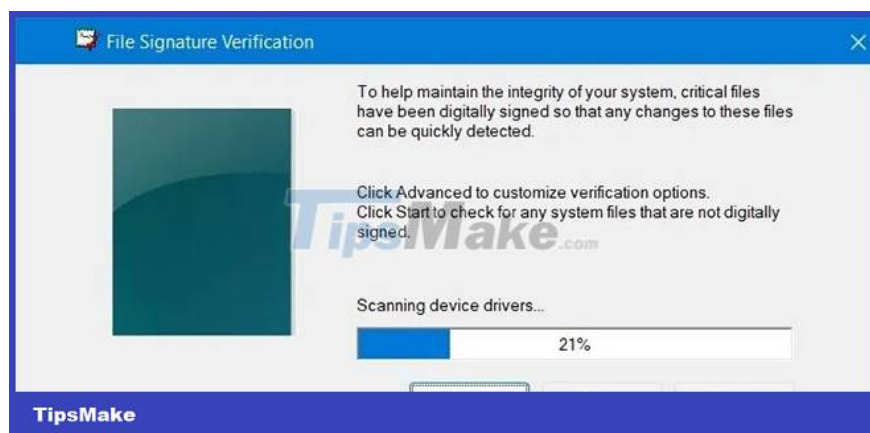 File Signature Verification
To help maintain the integrity of your system, critical files
have been digitally signed so that any changes to these files
can be quickly detected.
Click Advanced to customize verification options.
Click Start to check for any system files that are not digitally
signed.
TipsMake.com
Scanning device drivers...
21%
TipsMake